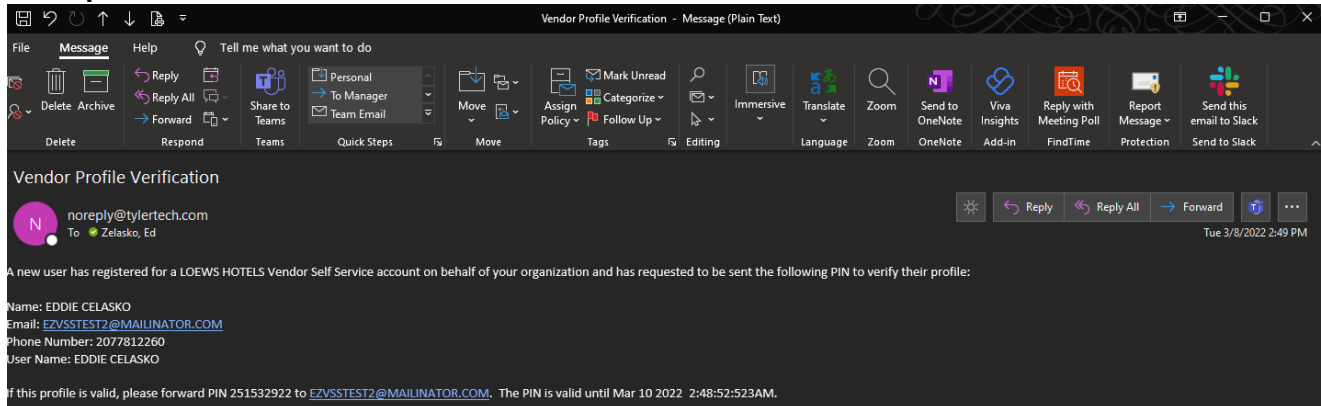 Vendor Profile Verification - Message (Plain Text)
File Message Help Tell me what you want to do
Delete Archive
Reply
Reply All
Forward
Share to Teams
Personal
To Manager
Team Email
Move
Assign Policy
Mark Unread
Categorize
Follow Up
Immersive
Translate
Zoom
Send to OneNote
Viva Insights
Reply with Meeting Poll
Report Message
Send this email to Slack
Delete Respond Teams Quick Steps Move Tags Editing Language Zoom OneNote Add-in FindTime Protection Send to Slack
Vendor Profile Verification
N
noreply@tylertech.com
To Zelasko, Ed
Reply Reply All Forward
Tue 3/8/2022 2:49 PM
A new user has registered for a LOEWS HOTELS Vendor Self Service account on behalf of your organization and has requested to be sent the following PIN to verify their profile:
Name: EDDIE CELASKO
Email: EZVSSTEST2@MAILINATOR.COM
Phone Number: 2077812260
User Name: EDDIE CELASKO
If this profile is valid, please forward PIN 251532922 to EZVSSTEST2@MAILINATOR.COM. The PIN is valid until Mar 10 2022 2:48:52:523AM.